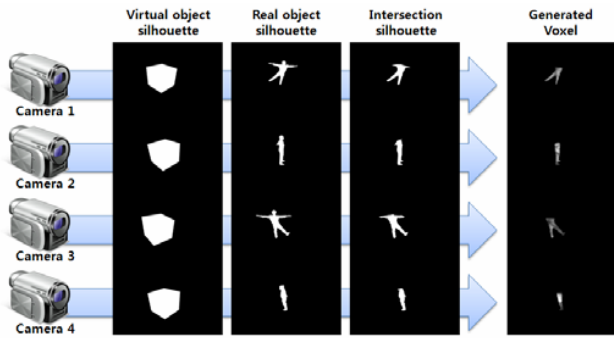 Virtual object
silhouette
Real object
silhouette
Intersection
silhouette
Generated
Voxel
Camera 1
Camera 2
Camera 3
Camera 4